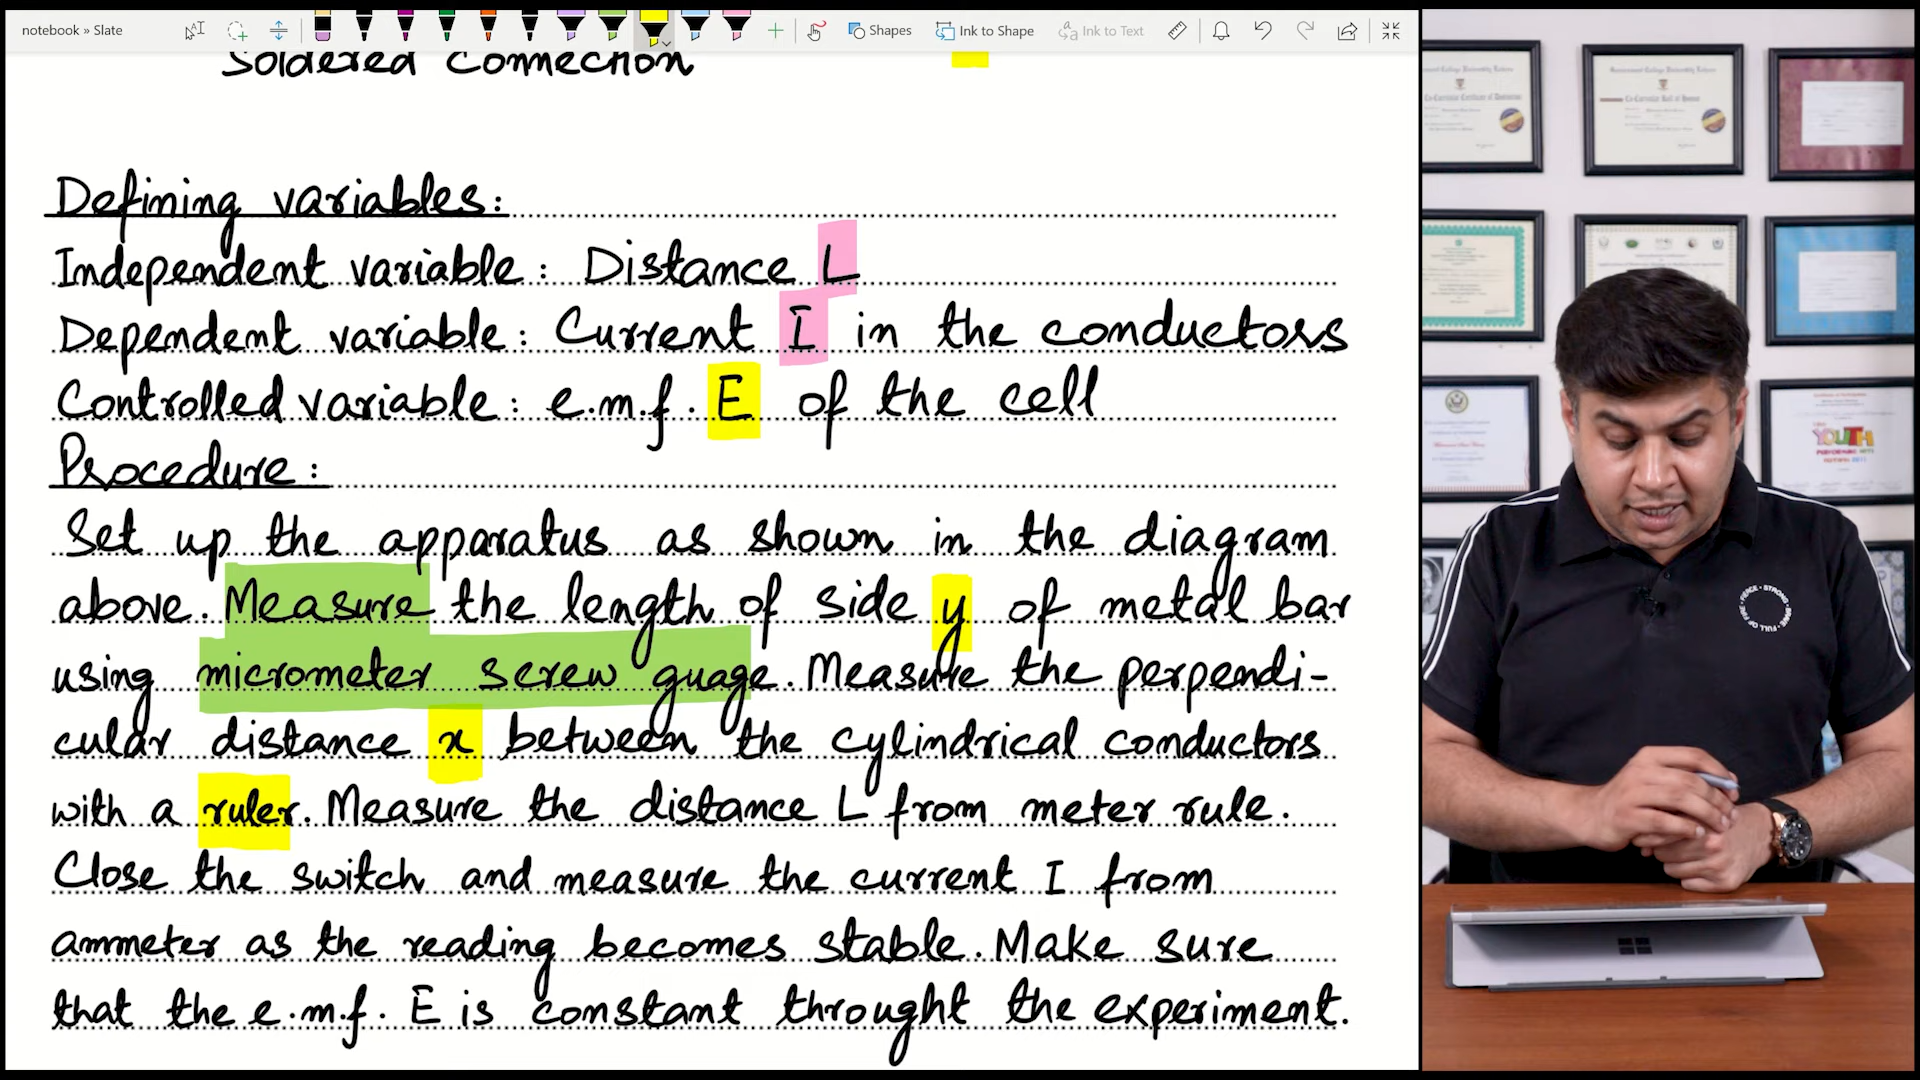 notebook » Slate
Shapes
Ink to Shape
Ink to Text
Soldered Connection
Defining variables:
Independent variable: Distance L
Dependent variable: Current I in the conductors
Controlled variable: e.m.f. E of the cell
Procedure:
Set up the apparatus as shown in the diagram
above. Measure the length of side y of metal bar
using micrometer screw guage. Measure the perpendi-
cular distance x between the cylindrical conductors
with a ruler. Measure the distance L from meter rule.
Close the switch and measure the current I from
ammeter as the reading becomes stable. Make sure
that the e.m.f. E is constant throught the experiment.
YOUTH